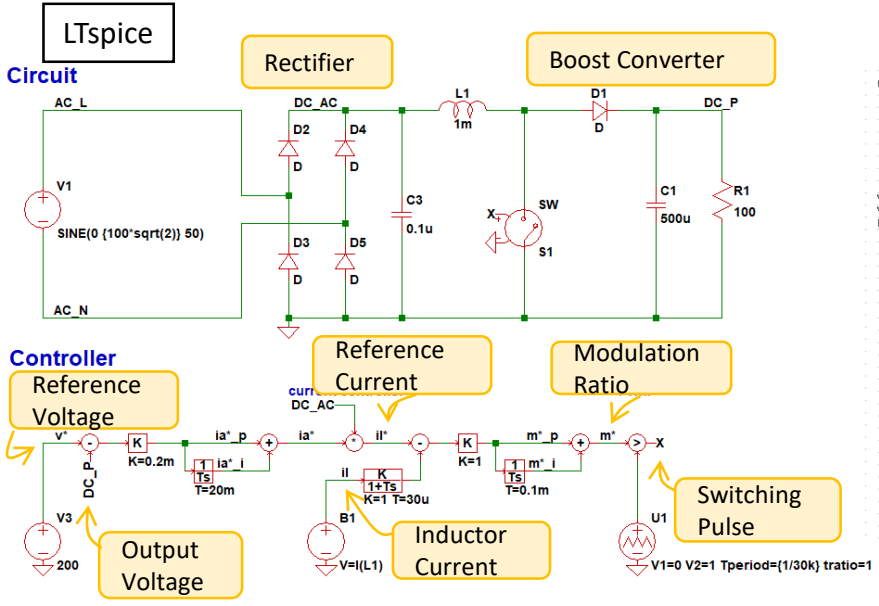 LTspice
Circuit
Rectifier
Boost Converter
AC_L
DC_AC
L1
1m
D1
D
DC_P
D2
D
D4
D
V1
SINE(0 {100*sqrt(2)} 50)
C3
0.1u
X
SW
S1
C1
500u
R1
100
D3
D
D5
D
AC_N
Controller
Reference
Voltage
Reference
Current
Modulation
Ratio
DC_AC
v*
-
K
K=0.2m
ia*_p
+
ia*
*
il*
-
K
K=1
m*_p
+
m*
>
X
DC_P
1
Ts
T=20m
ia*_i
il
K
1+Ts
K=1 T=30u
1
Ts
T=0.1m
m*_i
V3
200
Output
Voltage
B1
V=I(L1)
Inductor
Current
Switching
Pulse
U1
V1=0 V2=1 Tperiod={1/30k} tratio=1